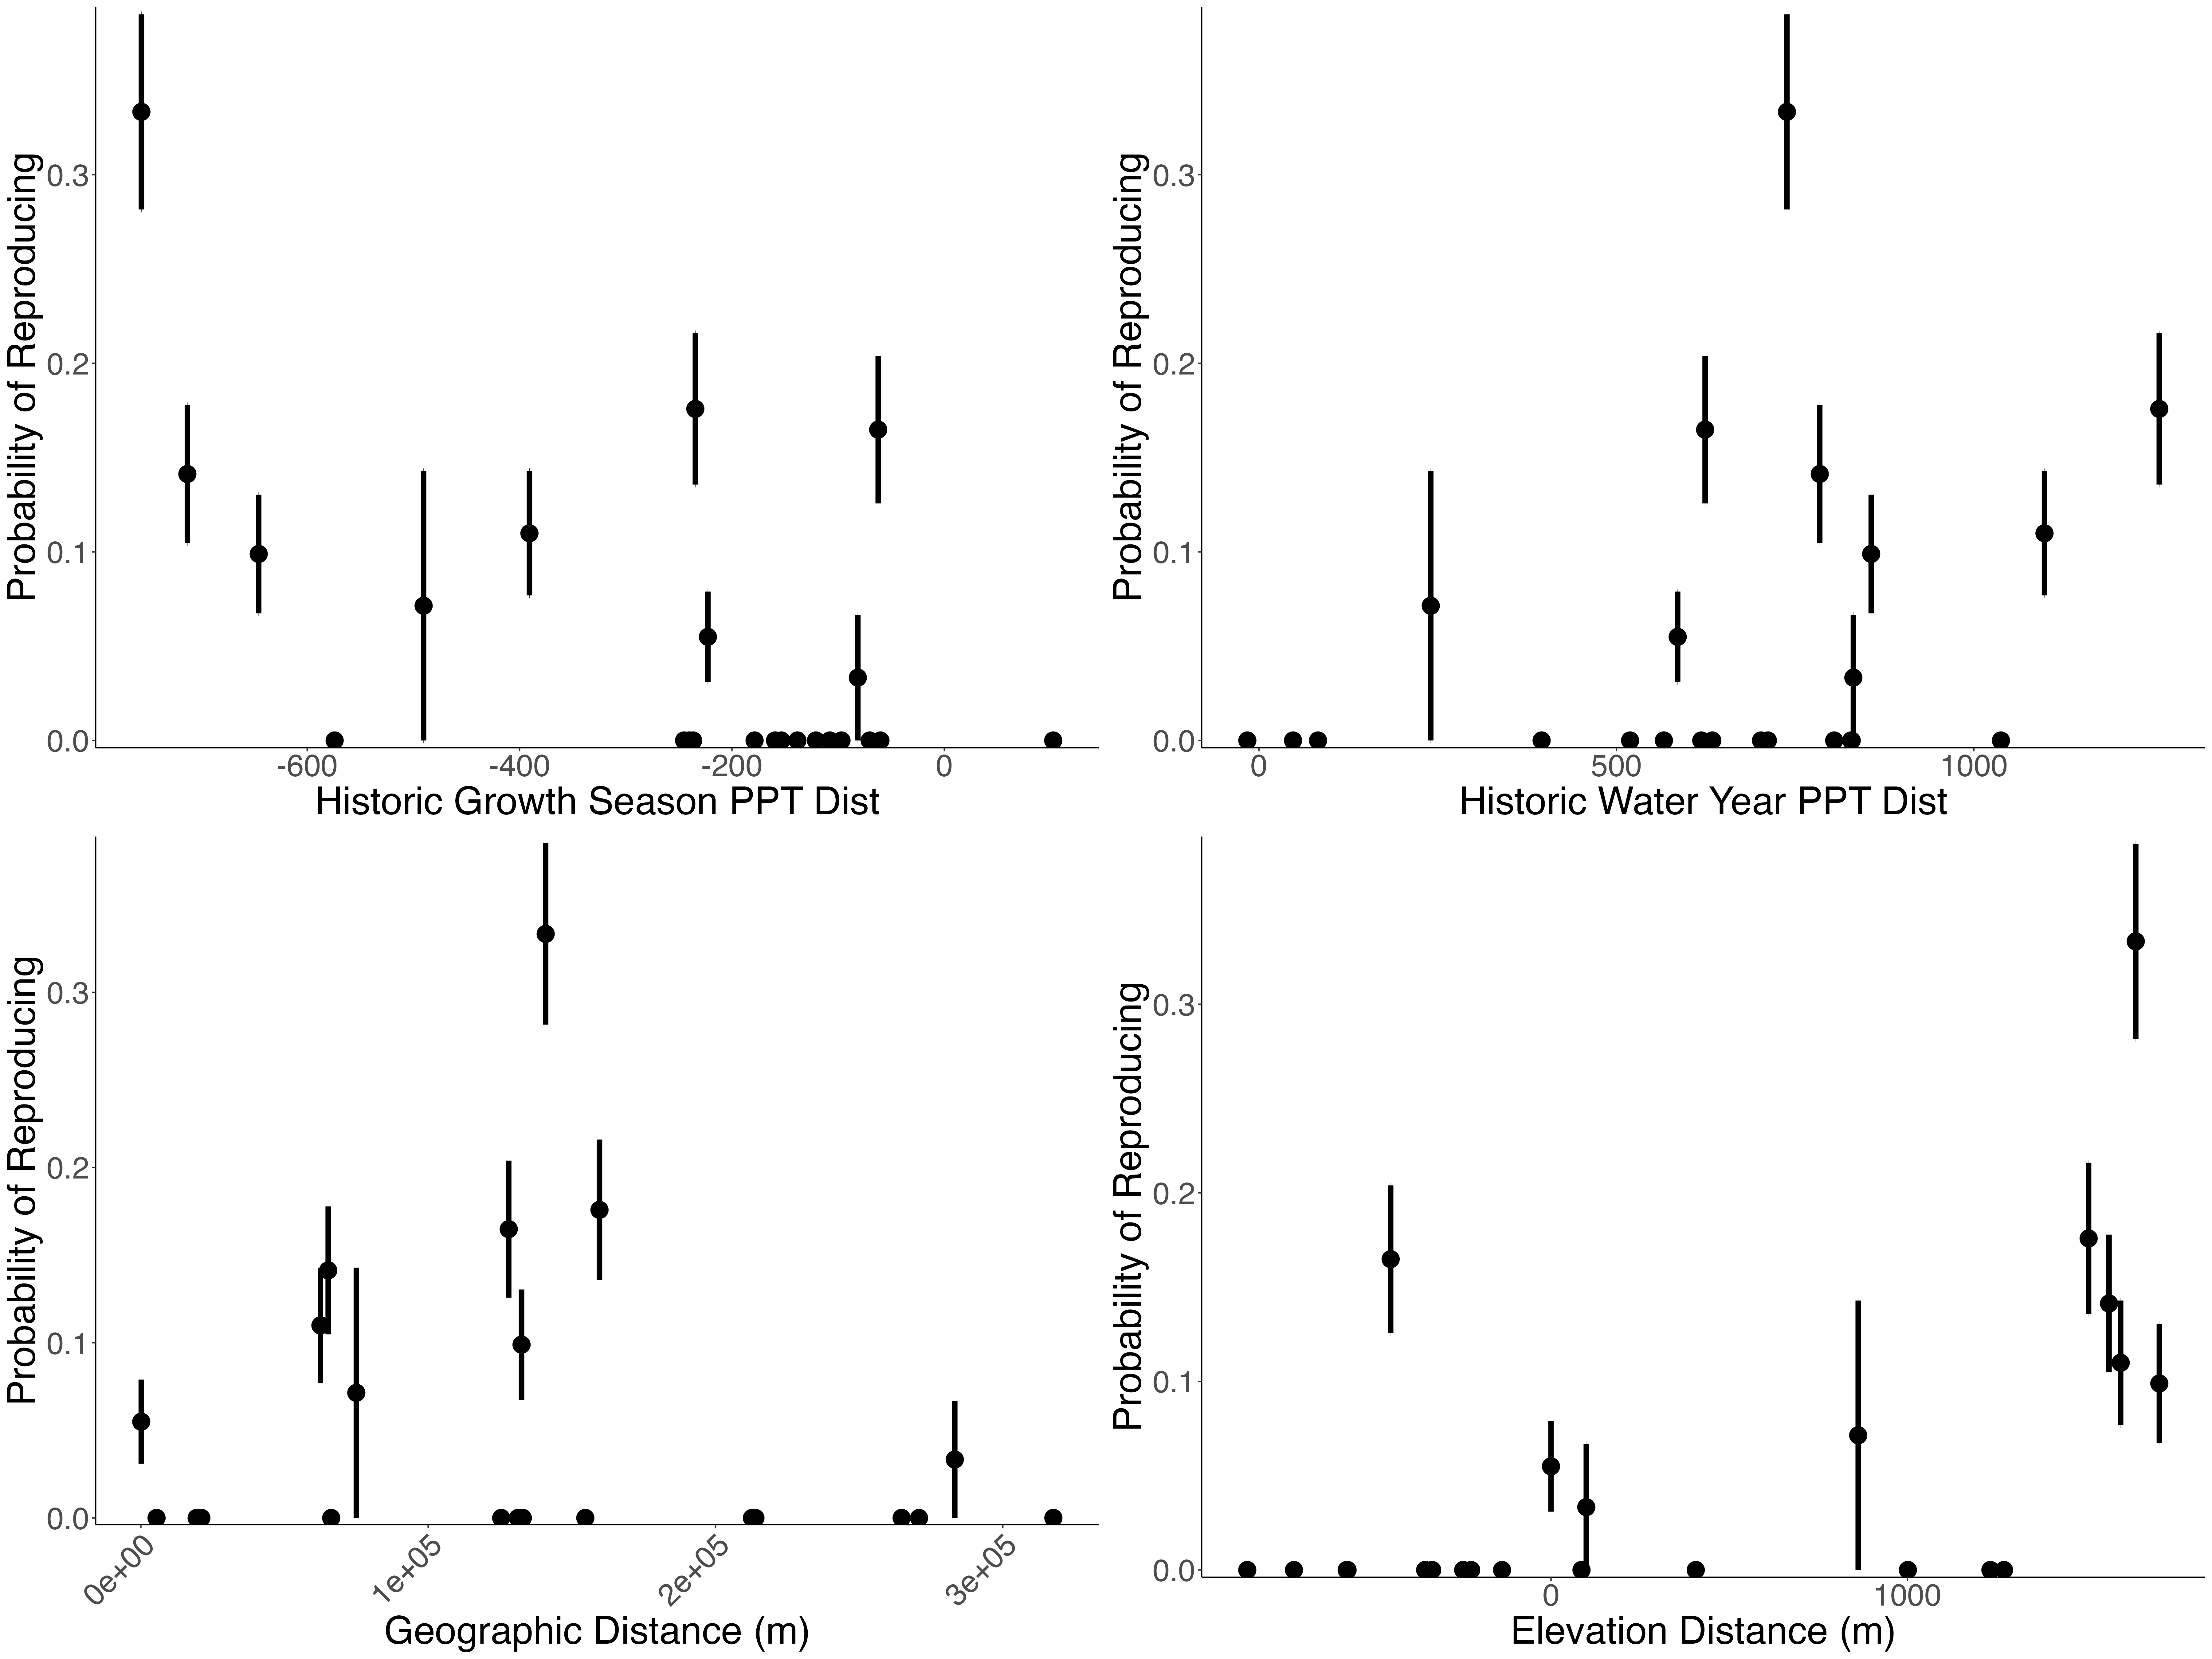 Probability of Reproducing
0.3
0.2
0.1
0.0
-600 -400 -200 0
Historic Growth Season PPT Dist
Probability of Reproducing
0.3
0.2
0.1
0.0
0 500 1000
Historic Water Year PPT Dist
Probability of Reproducing
0.3
0.2
0.1
0.0
0e+00 1e+05 2e+05 3e+05
Geographic Distance (m)
Probability of Reproducing
0.3
0.2
0.1
0.0
0 1000
Elevation Distance (m)